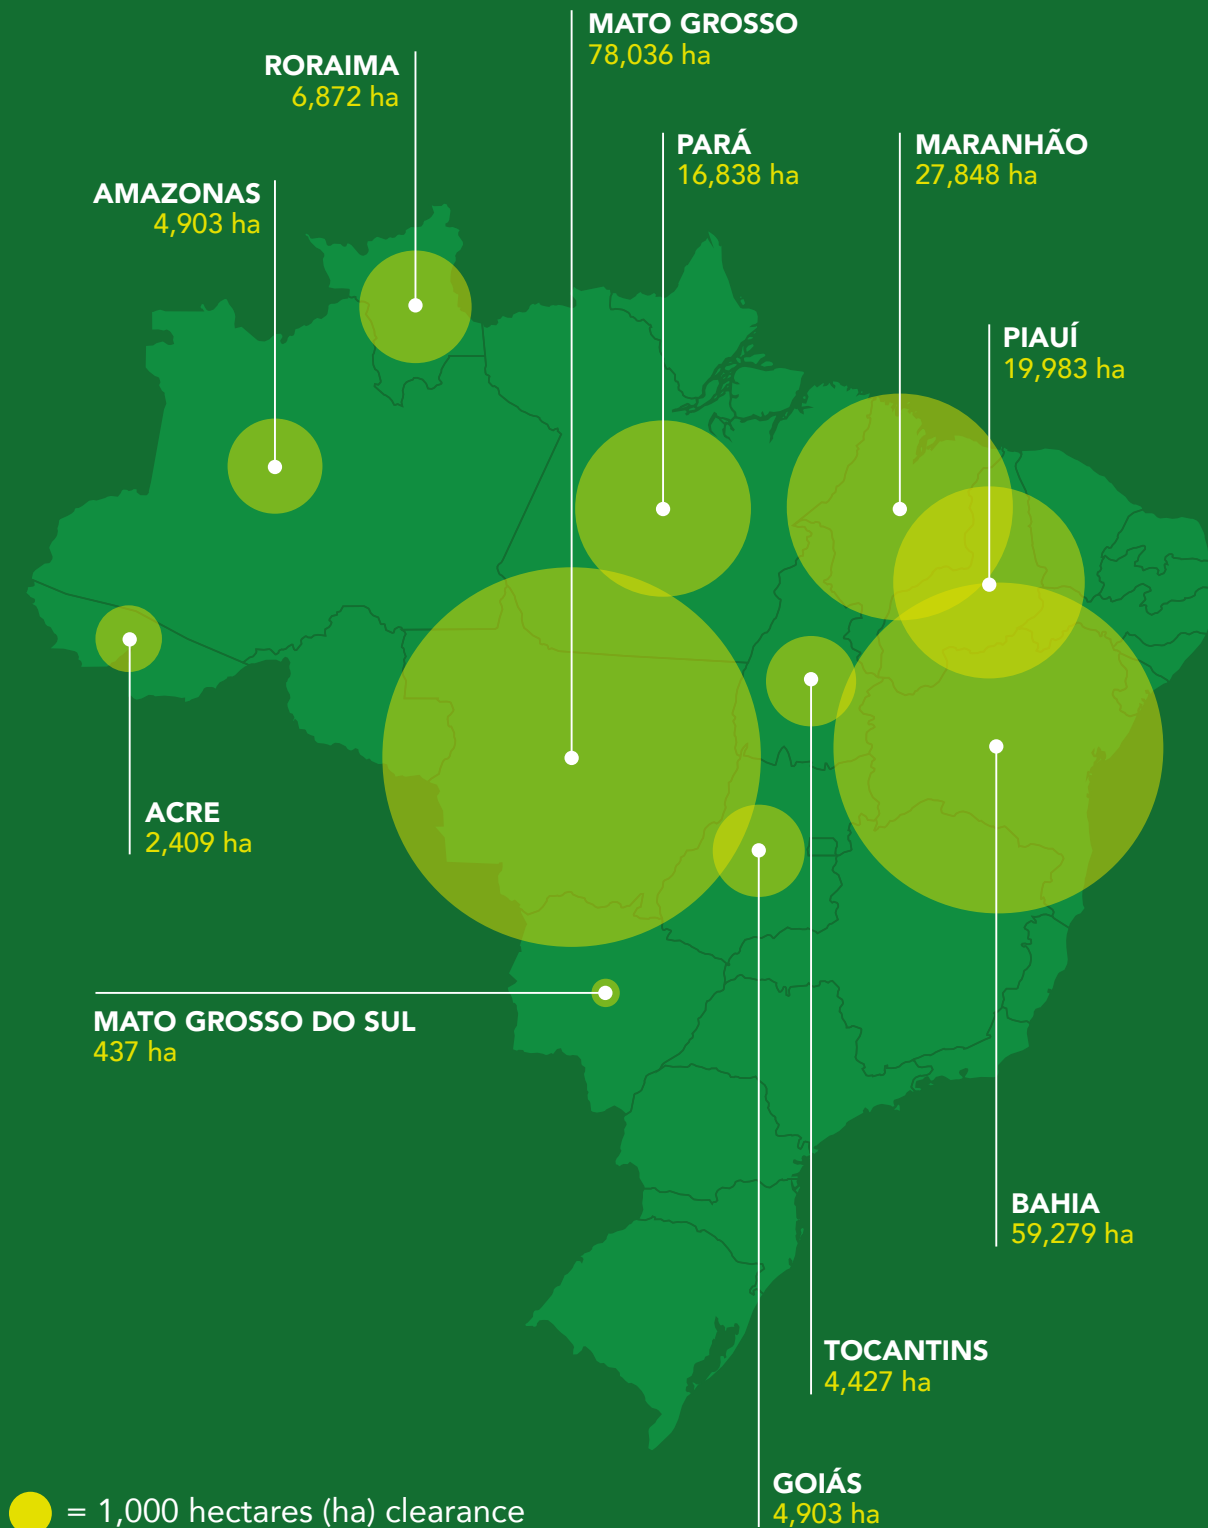 MATO GROSSO
78,036 ha
RORAIMA
6,872 ha
PARÁ
16,838 ha
MARANHÃO
27,848 ha
AMAZONAS
4,903 ha
PIAUÍ
19,983 ha
ACRE
2,409 ha
MATO GROSSO DO SUL
437 ha
BAHIA
59,279 ha
TOCANTINS
4,427 ha
GOIÁS
4,903 ha
= 1,000 hectares (ha) clearance